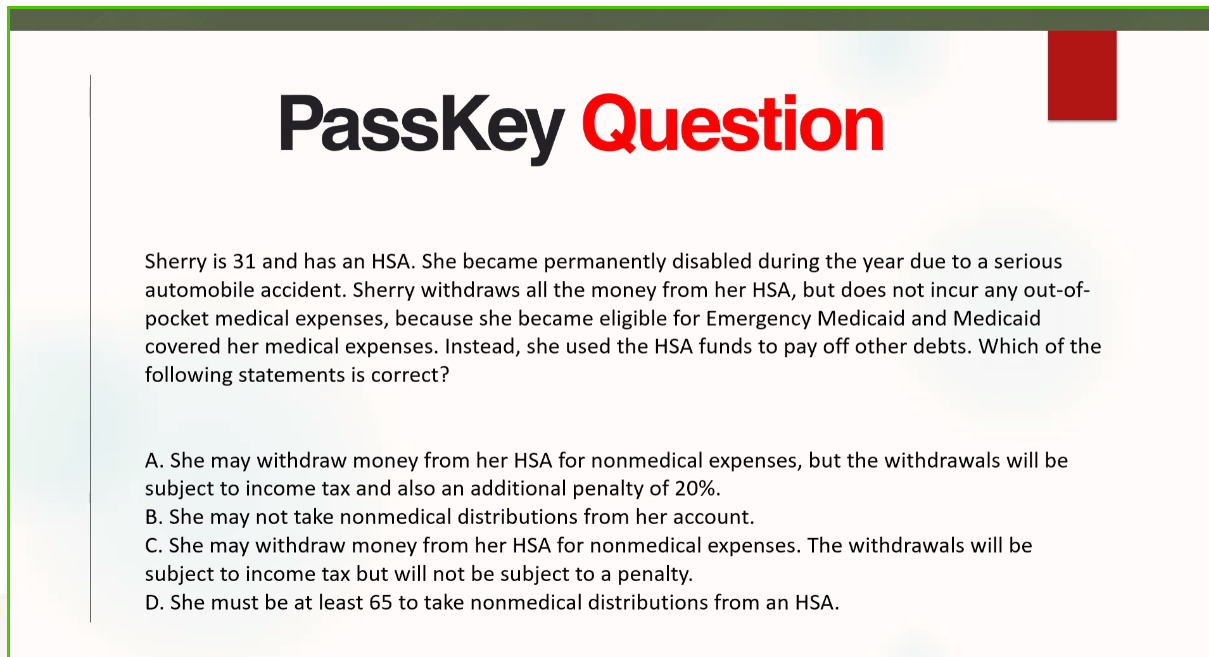 PassKey Question
Sherry is 31 and has an HSA. She became permanently disabled during the year due to a serious
automobile accident. Sherry withdraws all the money from her HSA, but does not incur any out-of-
pocket medical expenses, because she became eligible for Emergency Medicaid and Medicaid
covered her medical expenses. Instead, she used the HSA funds to pay off other debts. Which of the
following statements is correct?
A. She may withdraw money from her HSA for nonmedical expenses, but the withdrawals will be
subject to income tax and also an additional penalty of 20%.
B. She may not take nonmedical distributions from her account.
C. She may withdraw money from her HSA for nonmedical expenses. The withdrawals will be
subject to income tax but will not be subject to a penalty.
D. She must be at least 65 to take nonmedical distributions from an HSA.